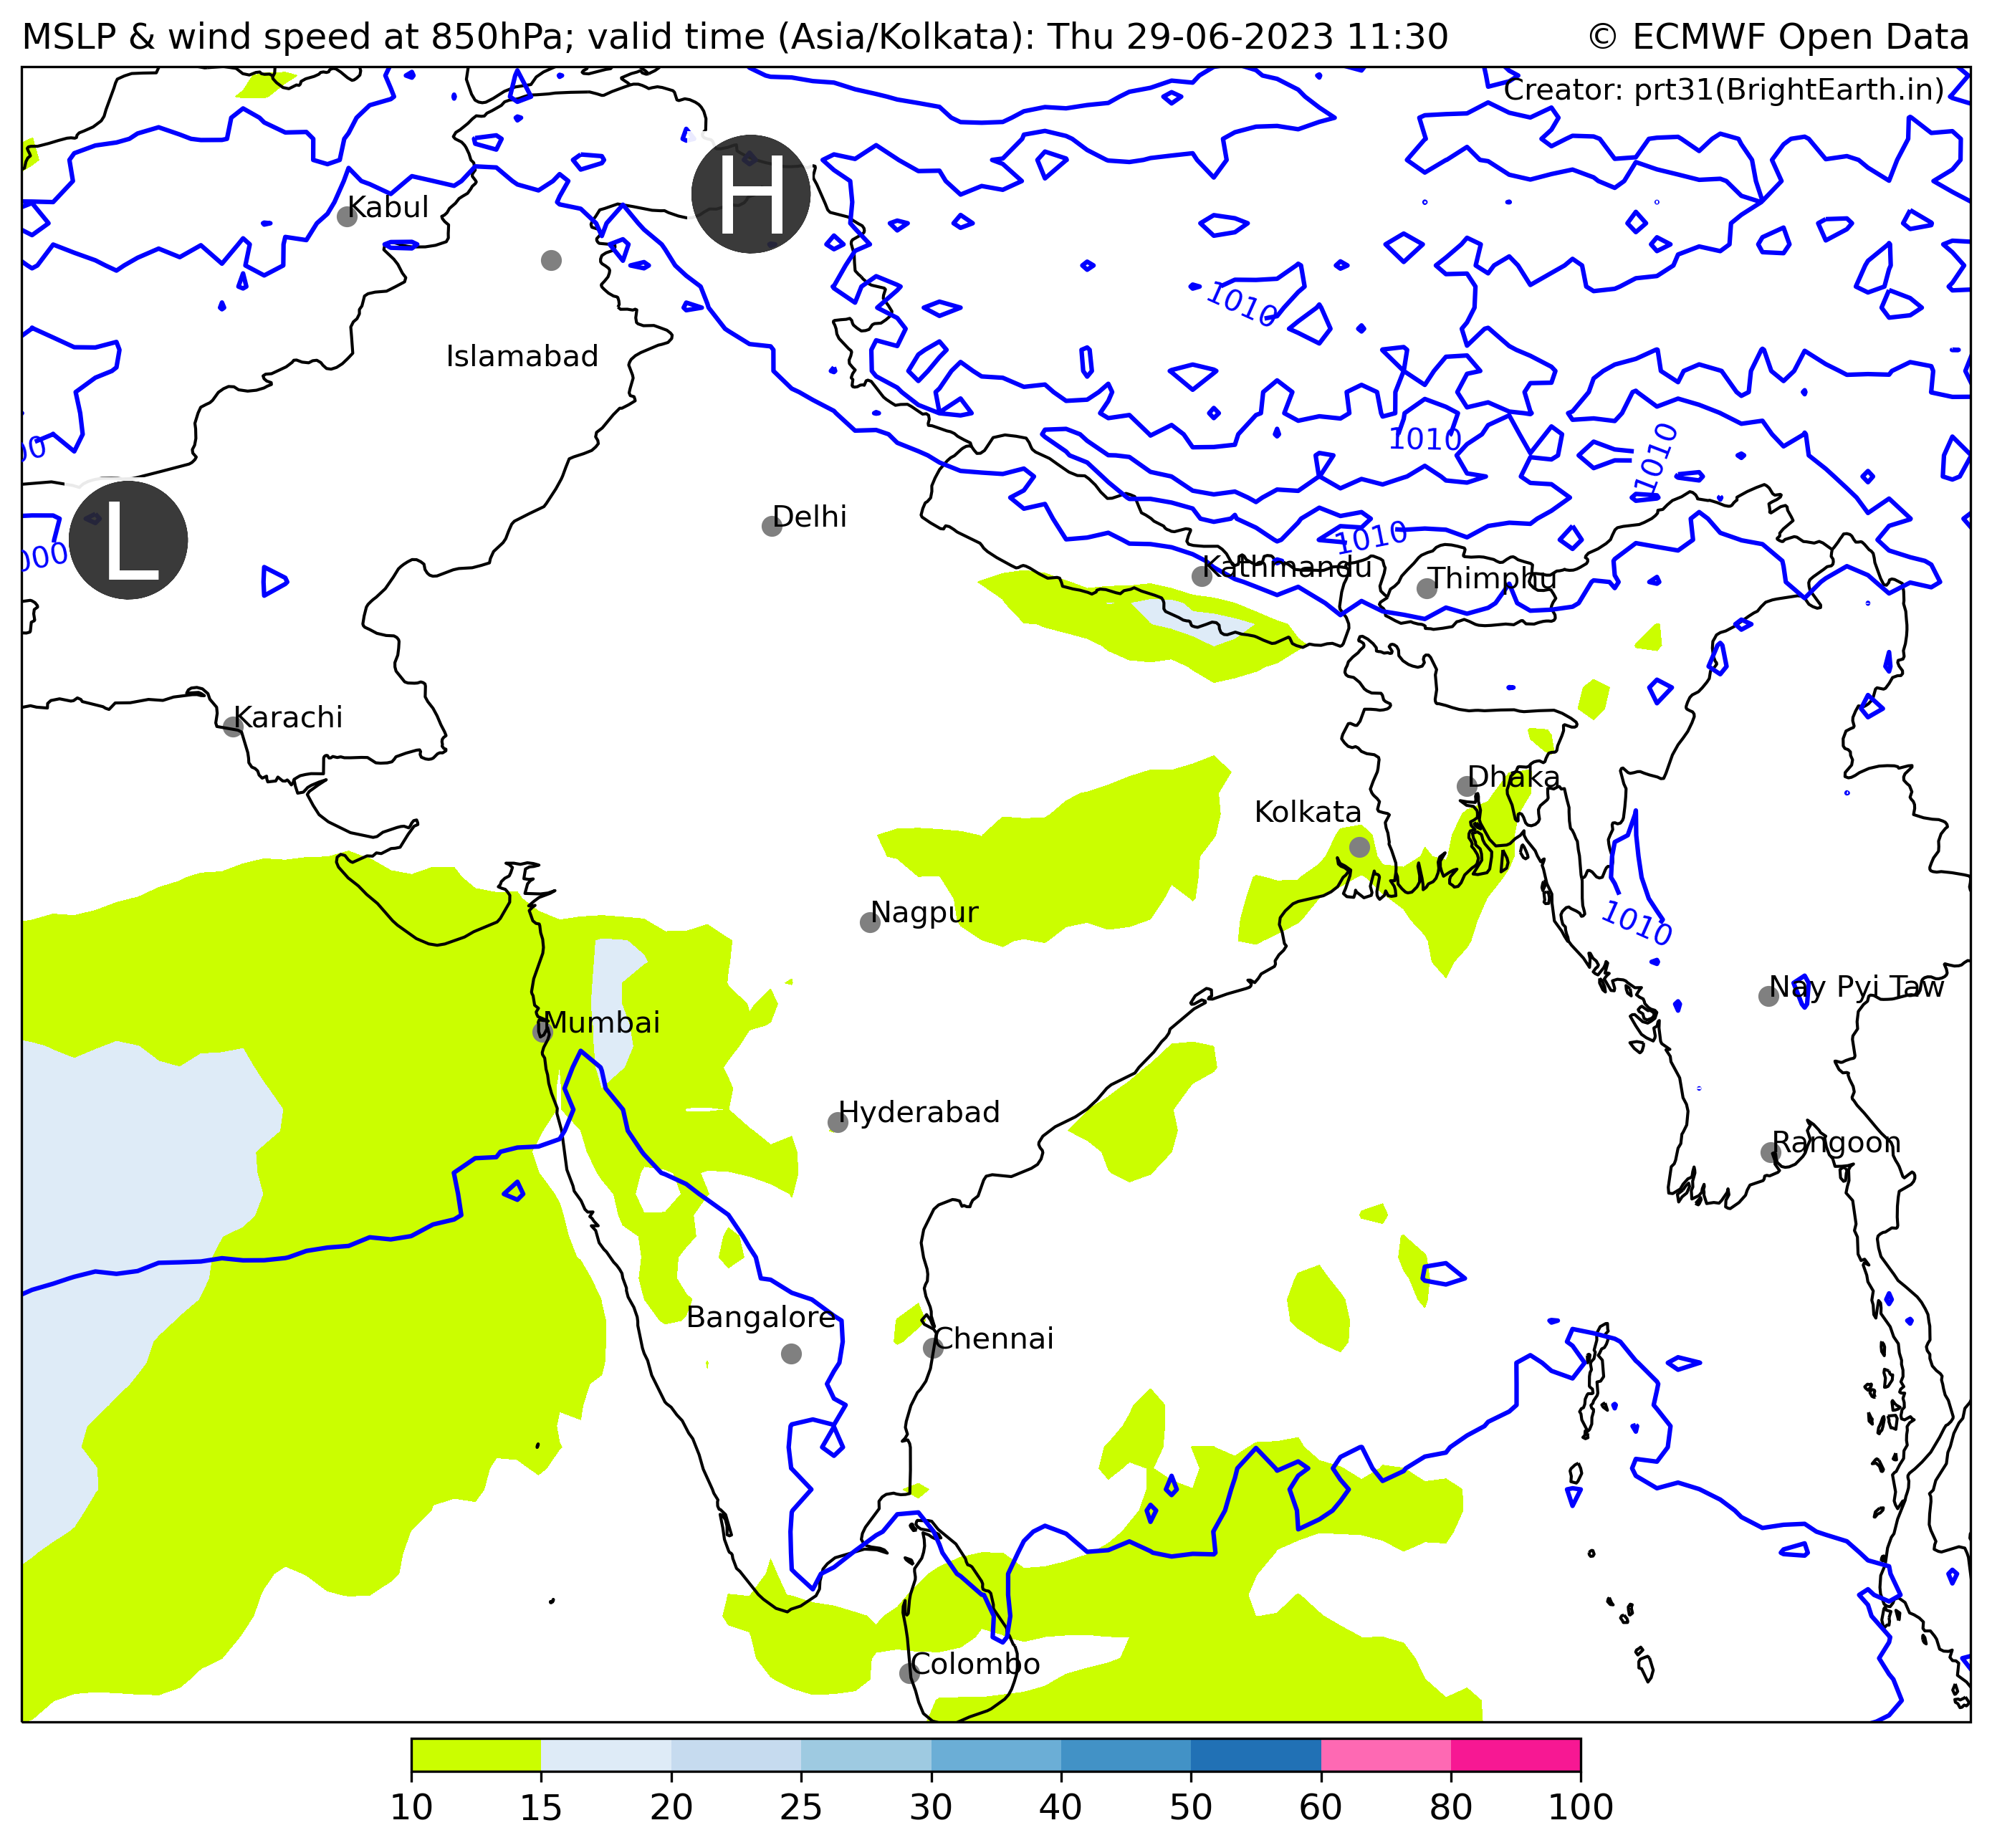 MSLP & wind speed at 850hPa; valid time (Asia/Kolkata): Thu 29-06-2023 11:30
© ECMWF Open Data
Creator: prt31(BrightEarth.in)
H
Kabul
1010
Islamabad
1010
00
1010
L
Delhi
1010
000
Kathmandu
Thimphu
Karachi
Dhaka
Kolkata
Nagpur
1010
Nay Pyi Taw
Mumbai
Hyderabad
Rangoon
Bangalore
Chennai
Colombo
10 15 20 25 30 40 50 60 80 100